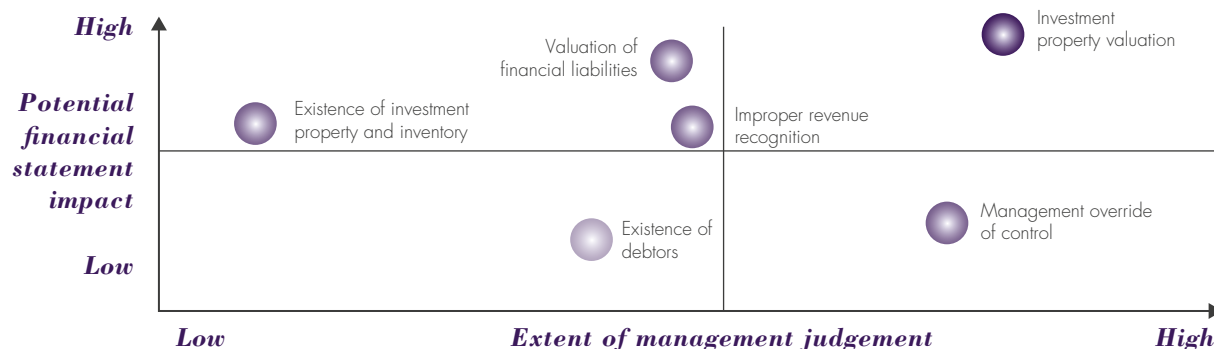 High
Potential
financial
statement
impact
Low
Investment
property valuation
Valuation of
financial liabilities
Existence of investment
property and inventory
Improper revenue
recognition
Existence of
debtors
Management override
of control
Low
Extent of management judgement
High